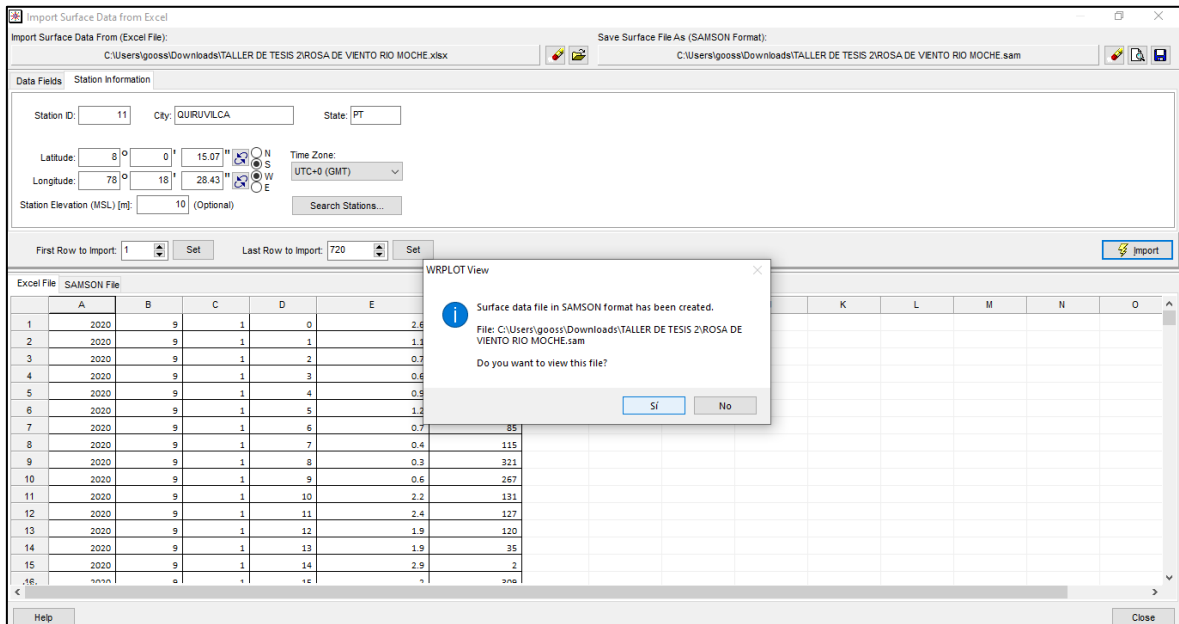 Import Surface Data from Excel
Import Surface Data From (Excel File): Save Surface File As (SAMSON Format):
C:\Users\gooss\Downloads\TALLER DE TESIS 2\ROSA DE VIENTO RIO MOCHE.xlsx C:\Users\gooss\Downloads\TALLER DE TESIS 2\ROSA DE VIENTO RIO MOCHE.sam
Data Fields Station Information
Station ID: 11 City: QUIRUVILCA State: PT
Latitude: 8 º 0 ' 15.07 " N S
Time Zone:
UTC+0 (GMT)
Longitude: 78 º 18 ' 28.43 " W E
Station Elevation (MSL) [m]: 10 (Optional) Search Stations...
First Row to Import: 1 Set Last Row to Import: 720 Set Import
Excel File SAMSON File
WRPLOT View
Surface data file in SAMSON format has been created.
File: C:\Users\gooss\Downloads\TALLER DE TESIS 2\ROSA DE
VIENTO RIO MOCHE.sam
Do you want to view this file?
Sí No
A B C D E K L M N O
1 2020 9 1 0 2.6
2 2020 9 1 1 1.1
3 2020 9 1 2 0.7
4 2020 9 1 3 0.6
5 2020 9 1 4 0.9
6 2020 9 1 5 1.2
7 2020 9 1 6 0.7 85
8 2020 9 1 7 0.4 115
9 2020 9 1 8 0.3 321
10 2020 9 1 9 0.6 267
11 2020 9 1 10 2.2 131
12 2020 9 1 11 2.4 127
13 2020 9 1 12 1.9 120
14 2020 9 1 13 1.9 35
15 2020 9 1 14 2.9 2
16 2020 9 1 15 2 309
Help Close